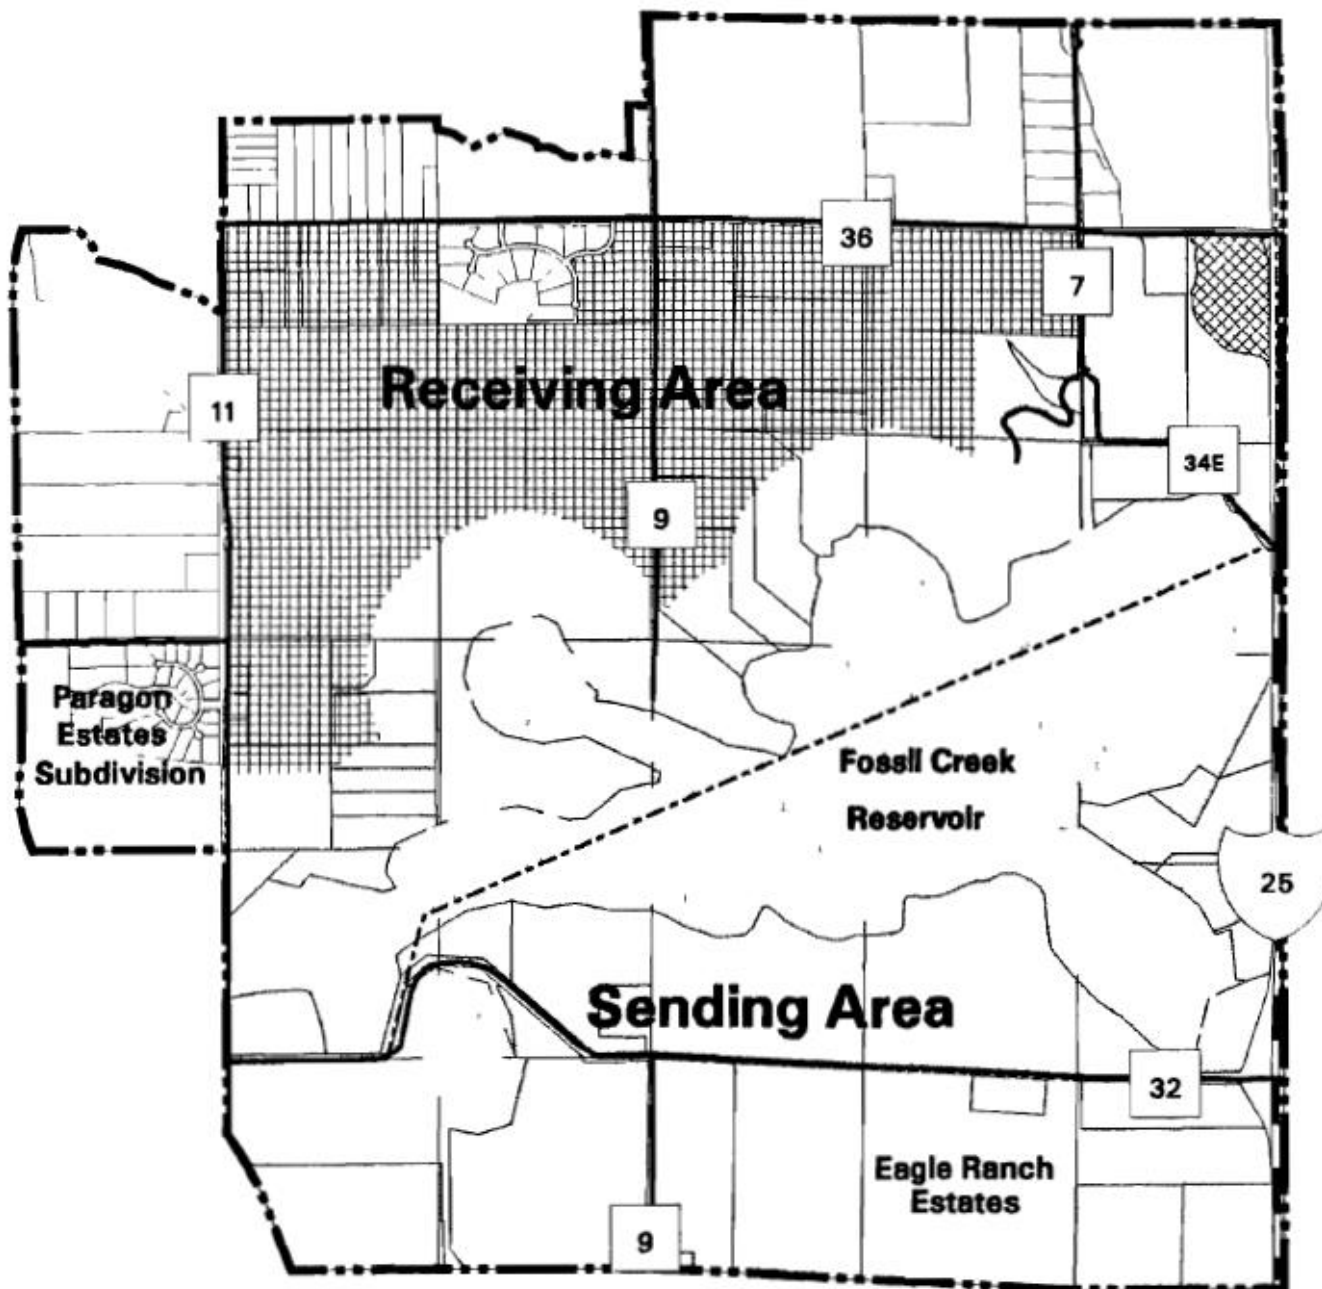 36
7
Receiving Area
11
34E
9
Paragon
Estates
Subdivision
Fossil Creek
Reservoir
25
Sending Area
32
Eagle Ranch
Estates
9